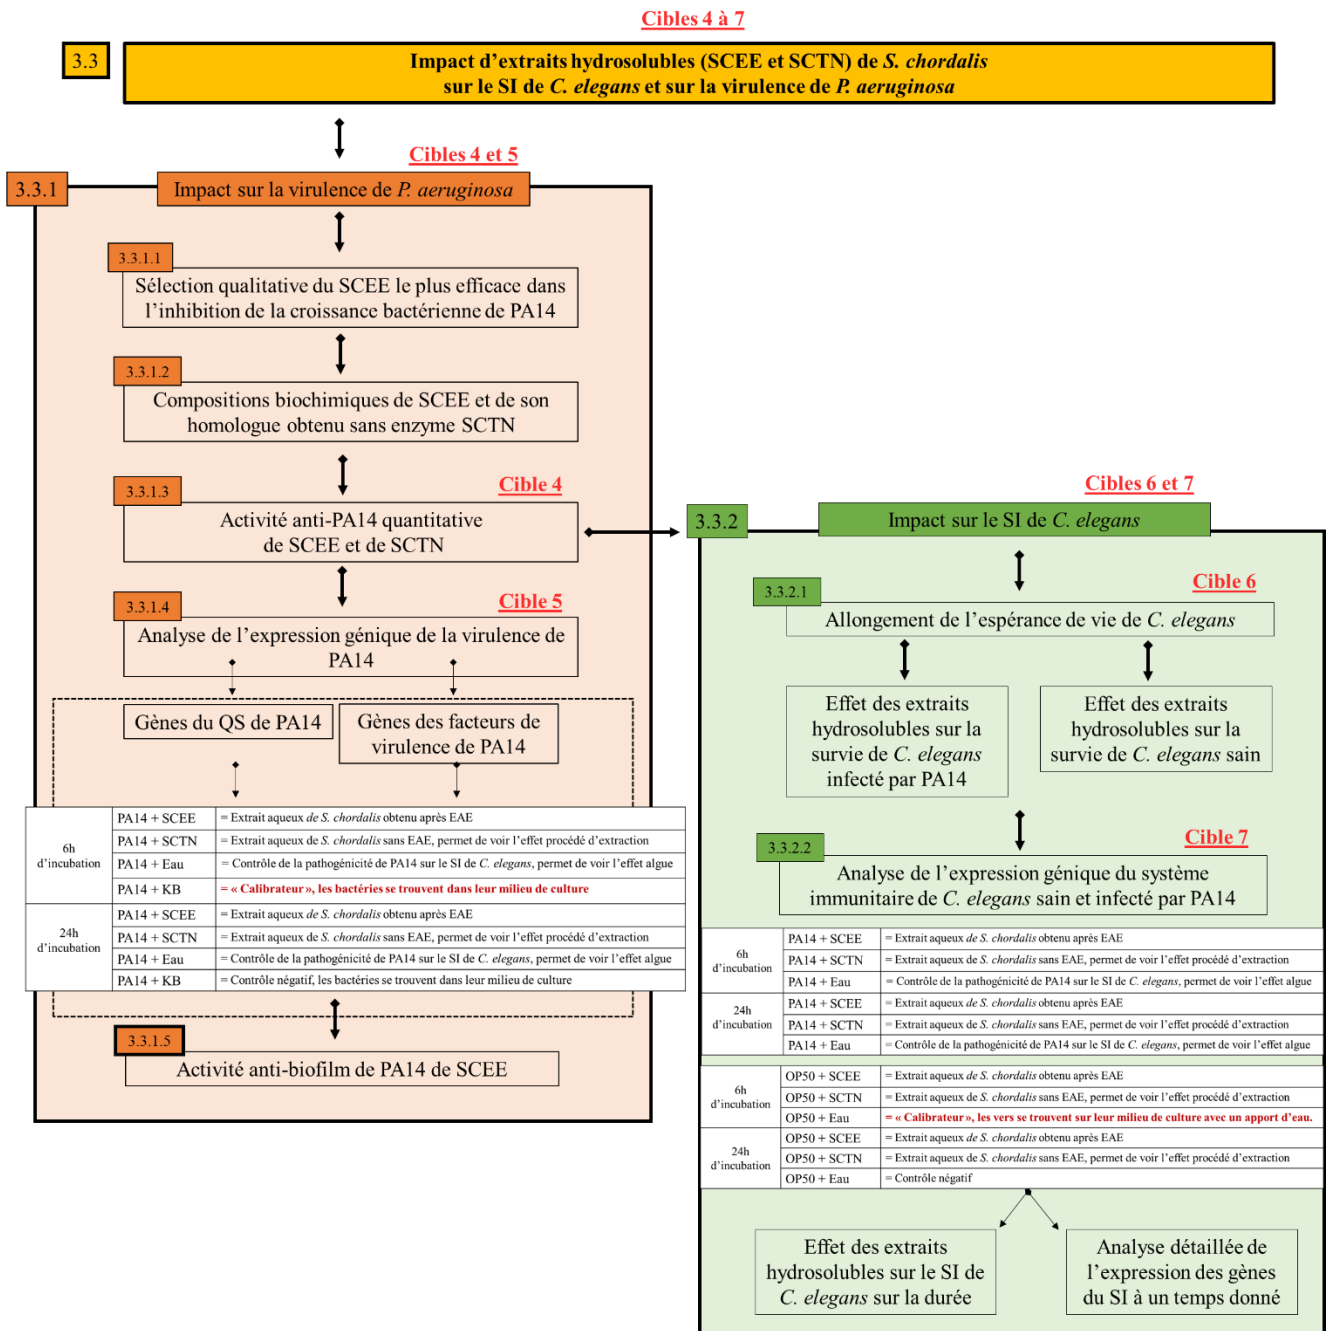 Cibles 4 à 7
3.3
Impact d'extraits hydrosolubles (SCEE et SCTN) de S. chordalis
sur le SI de C. elegans et sur la virulence de P. aeruginosa
Cibles 4 et 5
3.3.1
Impact sur la virulence de P. aeruginosa
3.3.1.1
Sélection qualitative du SCEE le plus efficace dans
l'inhibition de la croissance bactérienne de PA14
3.3.1.2
Compositions biochimiques de SCEE et de son
homologue obtenu sans enzyme SCTN
Cible 4
3.3.1.3
Activité anti-PA14 quantitative
de SCEE et de SCTN
Cible 5
3.3.1.4
Analyse de l'expression génique de la virulence de
PA14
Gènes du QS de PA14
Gènes des facteurs de
virulence de PA14
6h
d'incubation
PA14 + SCEE = Extrait aqueux de S. chordalis obtenu après EAE
PA14 + SCTN = Extrait aqueux de S. chordalis sans EAE, permet de voir l'effet procédé d'extraction
PA14 + Eau = Contrôle de la pathogénicité de PA14 sur le SI de C. elegans, permet de voir l'effet algue
PA14 + KB = « Calibrateur », les bactéries se trouvent dans leur milieu de culture
24h
d'incubation
PA14 + SCEE = Extrait aqueux de S. chordalis obtenu après EAE
PA14 + SCTN = Extrait aqueux de S. chordalis sans EAE, permet de voir l'effet procédé d'extraction
PA14 + Eau = Contrôle de la pathogénicité de PA14 sur le SI de C. elegans, permet de voir l'effet algue
PA14 + KB = Contrôle négatif, les bactéries se trouvent dans leur milieu de culture
3.3.1.5
Activité anti-biofilm de PA14 de SCEE
Cibles 6 et 7
3.3.2
Impact sur le SI de C. elegans
Cible 6
3.3.2.1
Allongement de l'espérance de vie de C. elegans
Effet des extraits
hydrosolubles sur la
survie de C. elegans
infecté par PA14
Effet des extraits
hydrosolubles sur la
survie de C. elegans sain
Cible 7
3.3.2.2
Analyse de l'expression génique du système
immunitaire de C. elegans sain et infecté par PA14
6h
d'incubation
PA14 + SCEE = Extrait aqueux de S. chordalis obtenu après EAE
PA14 + SCTN = Extrait aqueux de S. chordalis sans EAE, permet de voir l'effet procédé d'extraction
PA14 + Eau = Contrôle de la pathogénicité de PA14 sur le SI de C. elegans, permet de voir l'effet algue
24h
d'incubation
PA14 + SCEE = Extrait aqueux de S. chordalis obtenu après EAE
PA14 + SCTN = Extrait aqueux de S. chordalis sans EAE, permet de voir l'effet procédé d'extraction
PA14 + Eau = Contrôle de la pathogénicité de PA14 sur le SI de C. elegans, permet de voir l'effet algue
6h
d'incubation
OP50 + SCEE = Extrait aqueux de S. chordalis obtenu après EAE
OP50 + SCTN = Extrait aqueux de S. chordalis sans EAE, permet de voir l'effet procédé d'extraction
OP50 + Eau = « Calibrateur », les vers se trouvent sur leur milieu de culture avec un apport d'eau.
24h
d'incubation
OP50 + SCEE = Extrait aqueux de S. chordalis obtenu après EAE
OP50 + SCTN = Extrait aqueux de S. chordalis sans EAE, permet de voir l'effet procédé d'extraction
OP50 + Eau = Contrôle négatif
Effet des extraits
hydrosolubles sur le SI de
C. elegans sur la durée
Analyse détaillée de
l'expression des gènes
du SI à un temps donné